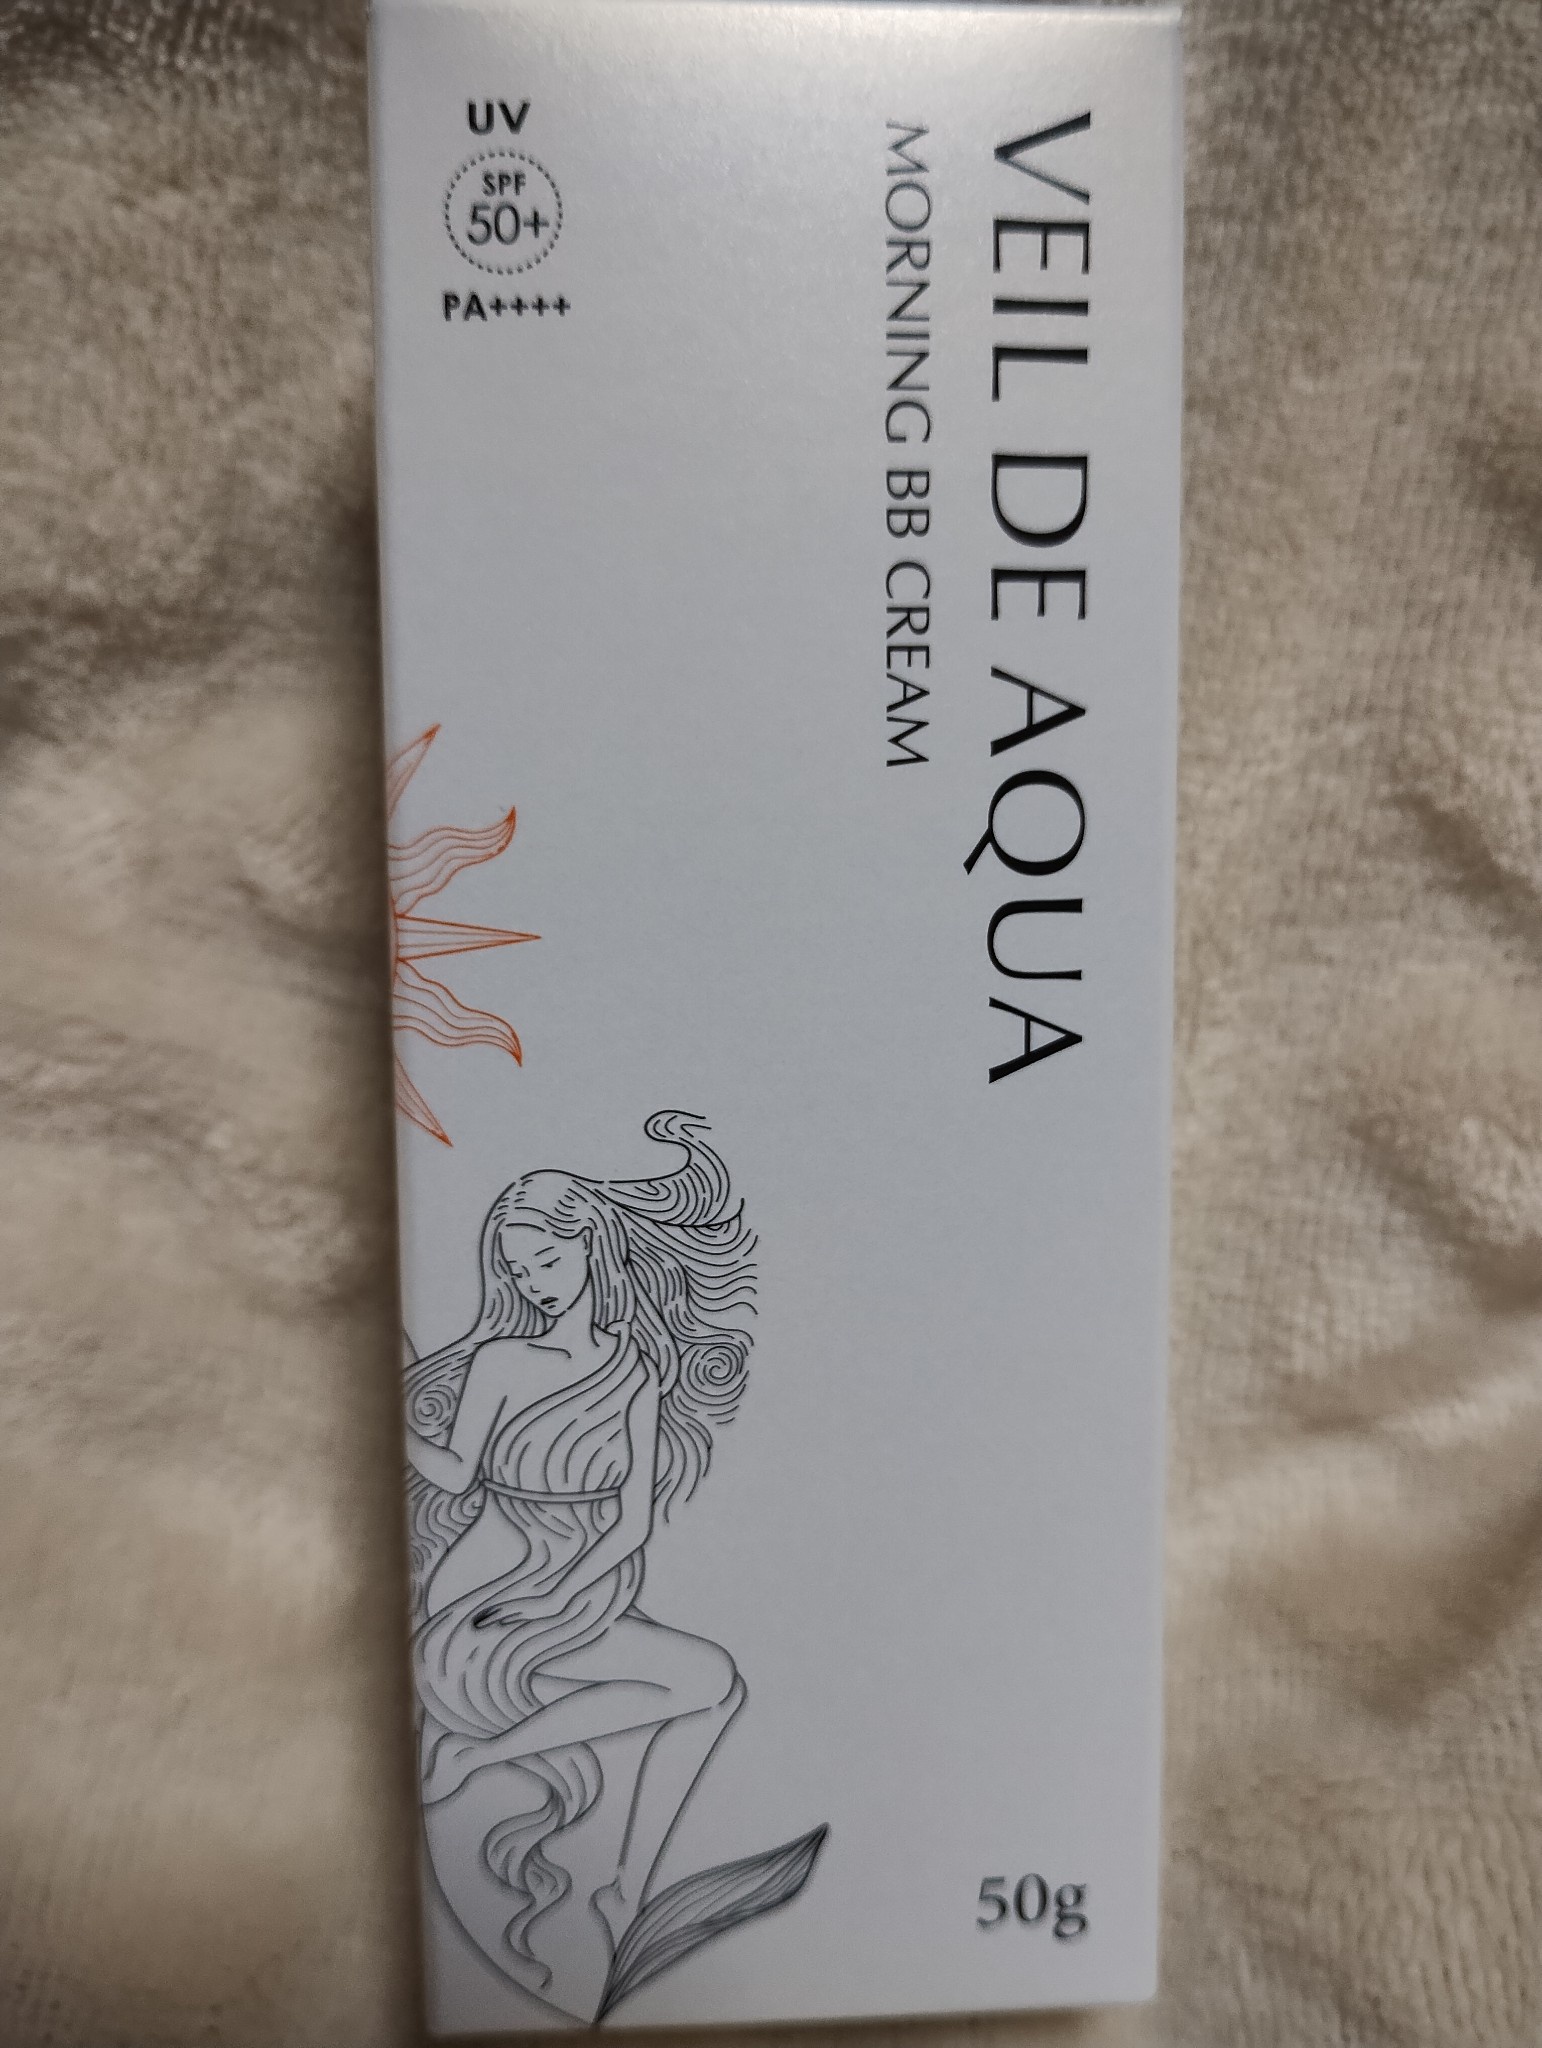 VEIL DE AQUA
MORNING BB CREAM
UV
SPF
50+
PA++++
50g